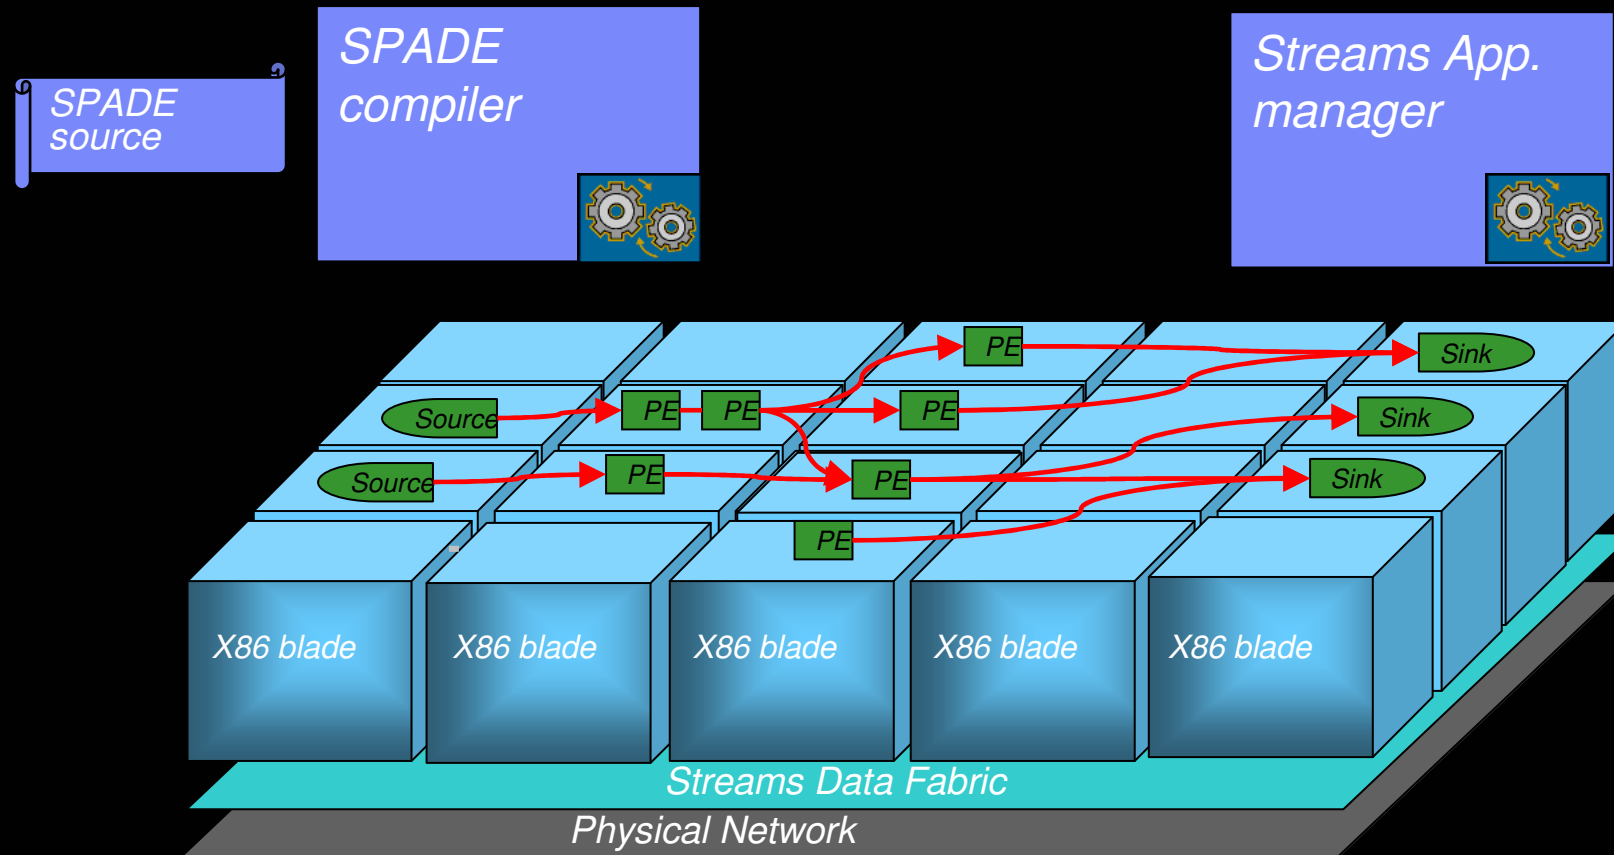 SPADE
source
SPADE
compiler
Streams App.
manager
PE
Sink
Source
PE
PE
PE
Sink
Source
PE
PE
Sink
PE
X86 blade
X86 blade
X86 blade
X86 blade
X86 blade
Streams Data Fabric
Physical Network